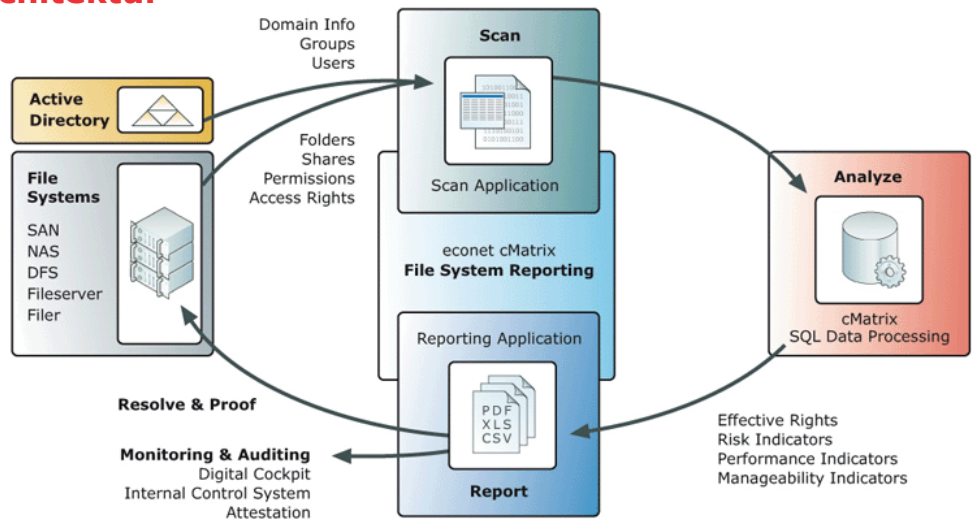 Domain Info
Groups
Users
Scan
Active
Directory
Folders
Shares
Permissions
Access Rights
Scan Application
File
Systems
SAN
NAS
DFS
Fileserver
Filer
econet cMatrix
File System Reporting
Analyze
cMatrix
SQL Data Processing
Reporting Application
PDF
XLS
CSV
Report
Resolve & Proof
Monitoring & Auditing
Digital Cockpit
Internal Control System
Attestation
Effective Rights
Risk Indicators
Performance Indicators
Manageability Indicators